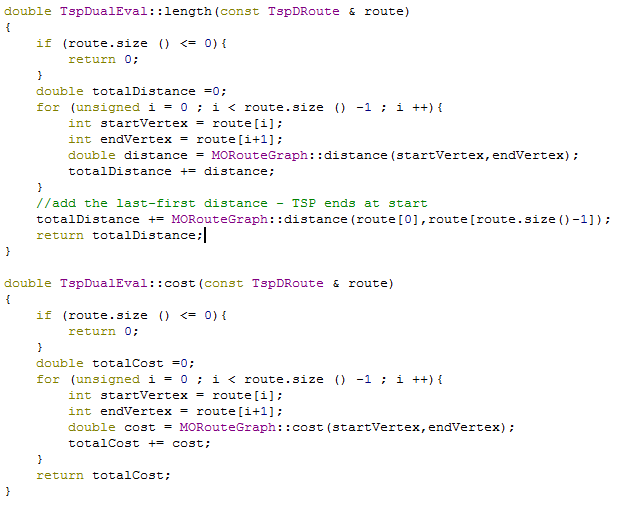 double TspDualEval::length(const TspDRoute & route)
{
    if (route.size () <= 0){
        return 0;
    }
    double totalDistance =0;
    for (unsigned i = 0 ; i < route.size () -1 ; i ++){
        int startVertex = route[i];
        int endVertex = route[i+1];
        double distance = MORouteGraph::distance(startVertex,endVertex);
        totalDistance += distance;
    }
    //add the last-first distance - TSP ends at start
    totalDistance += MORouteGraph::distance(route[0],route[route.size()-1]);
    return totalDistance;
}

double TspDualEval::cost(const TspDRoute & route)
{
    if (route.size () <= 0){
        return 0;
    }
    double totalCost =0;
    for (unsigned i = 0 ; i < route.size () -1 ; i ++){
        int startVertex = route[i];
        int endVertex = route[i+1];
        double cost = MORouteGraph::cost(startVertex,endVertex);
        totalCost += cost;
    }
    return totalCost;
}